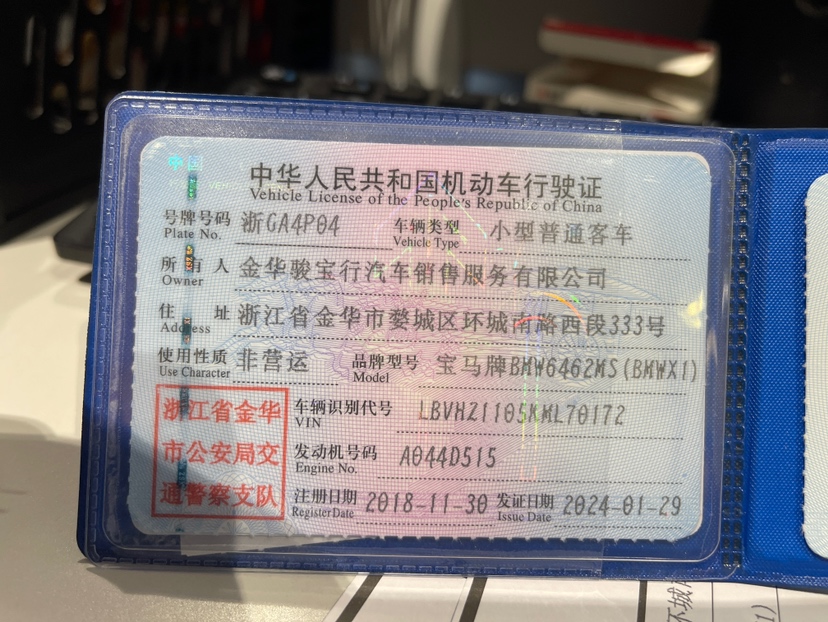 中国
中华人民共和国机动车行驶证
Vehicle License of the People's Republic of China
号牌号码 浙GA4P04 车辆类型 小型普通客车
Plate No. Vehicle Type
所有人 金华骏宝行汽车销售服务有限公司
Owner
住址 浙江省金华市婺城区环城南路西段333号
Address
使用性质 非营运 品牌型号 宝马牌BMW6462MS(BMWX1)
Use Character Model
浙江省金华
市公安局交
通警察支队
车辆识别代号 LBVHZ1105KML70172
VIN
发动机号码 A044D515
Engine No.
注册日期 2018-11-30 发证日期 2024-01-29
Register Date Issue Date